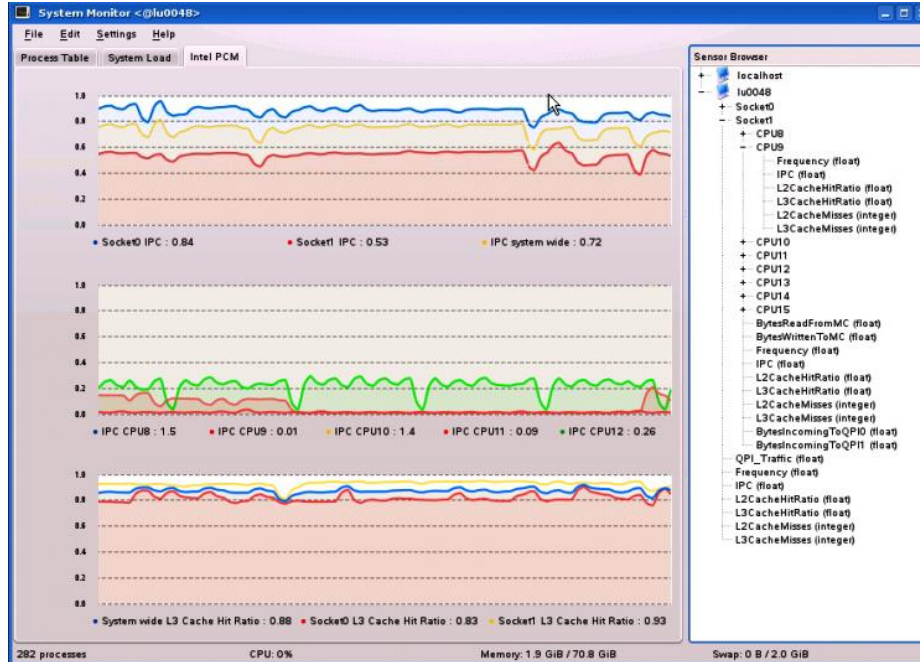 System Monitor <@lu0048>
File Edit Settings Help
Process Table System Load Intel PCM
1.0
0.8
0.6
0.4
0.2
0.0
Socket0 IPC : 0.84 Socket1 IPC : 0.53 IPC system wide : 0.72
1.0
0.8
0.6
0.4
0.2
0.0
IPC CPU8 : 1.5 IPC CPU9 : 0.01 IPC CPU10 : 1.4 IPC CPU11 : 0.09 IPC CPU12 : 0.26
1.0
0.8
0.6
0.4
0.2
0.0
System wide L3 Cache Hit Ratio : 0.88 Socket0 L3 Cache Hit Ratio : 0.83 Socket1 L3 Cache Hit Ratio : 0.93
Sensor Browser
localhost
lu0048
Socket0
Socket1
CPU8
CPU9
Frequency (float)
IPC (float)
L2CacheHitRatio (float)
L3CacheHitRatio (float)
L2CacheMisses (integer)
L3CacheMisses (integer)
CPU10
CPU11
CPU12
CPU13
CPU14
CPU15
BytesReadFromMC (float)
BytesWrittenToMC (float)
Frequency (float)
IPC (float)
L2CacheHitRatio (float)
L3CacheHitRatio (float)
L2CacheMisses (integer)
L3CacheMisses (integer)
BytesIncomingToQPI0 (float)
BytesIncomingToQPI1 (float)
QPI_Traffic (float)
Frequency (float)
IPC (float)
L2CacheHitRatio (float)
L3CacheHitRatio (float)
L2CacheMisses (integer)
L3CacheMisses (integer)
282 processes CPU: 0% Memory: 1.9 GiB / 70.8 GiB Swap: 0 B / 2.0 GiB